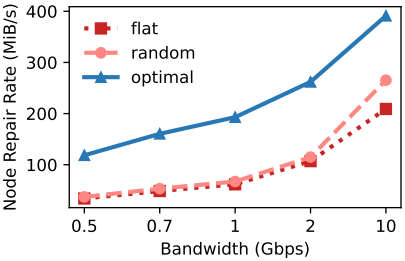 Node Repair Rate (MiB/s)
400
300
200
100
flat
random
optimal
0.5 0.7 1 2 10
Bandwidth (Gbps)